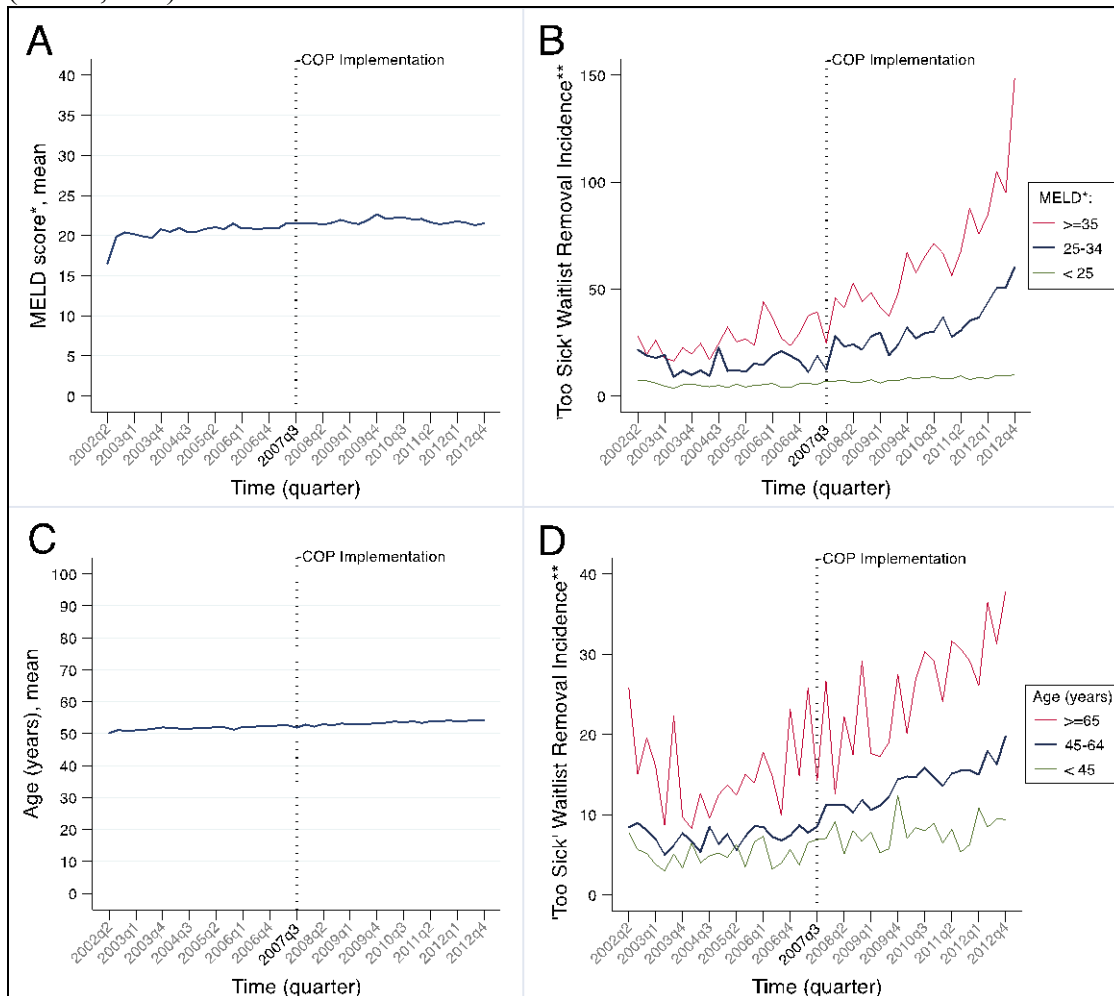 A
COP Implementation
MELD score*, mean
40
35
30
25
20
15
10
5
0
2002q2
2003q1
2003q4
2004q3
2005q2
2006q1
2006q4
2007q3
2008q2
2009q1
2009q4
2010q3
2011q2
2012q1
2012q4
Time (quarter)
B
COP Implementation
'Too Sick' Waitlist Removal Incidence**
150
100
50
0
2002q2
2003q1
2003q4
2004q3
2005q2
2006q1
2006q4
2007q3
2008q2
2009q1
2009q4
2010q3
2011q2
2012q1
2012q4
Time (quarter)
MELD*:
>=35
25-34
< 25
C
COP Implementation
Age (years), mean
100
90
80
70
60
50
40
30
20
10
0
2002q2
2003q1
2003q4
2004q3
2005q2
2006q1
2006q4
2007q3
2008q2
2009q1
2009q4
2010q3
2011q2
2012q1
2012q4
Time (quarter)
D
COP Implementation
'Too Sick' Waitlist Removal Incidence**
40
30
20
10
0
2002q2
2003q1
2003q4
2004q3
2005q2
2006q1
2006q4
2007q3
2008q2
2009q1
2009q4
2010q3
2011q2
2012q1
2012q4
Time (quarter)
Age (years)
>=65
45-64
< 45